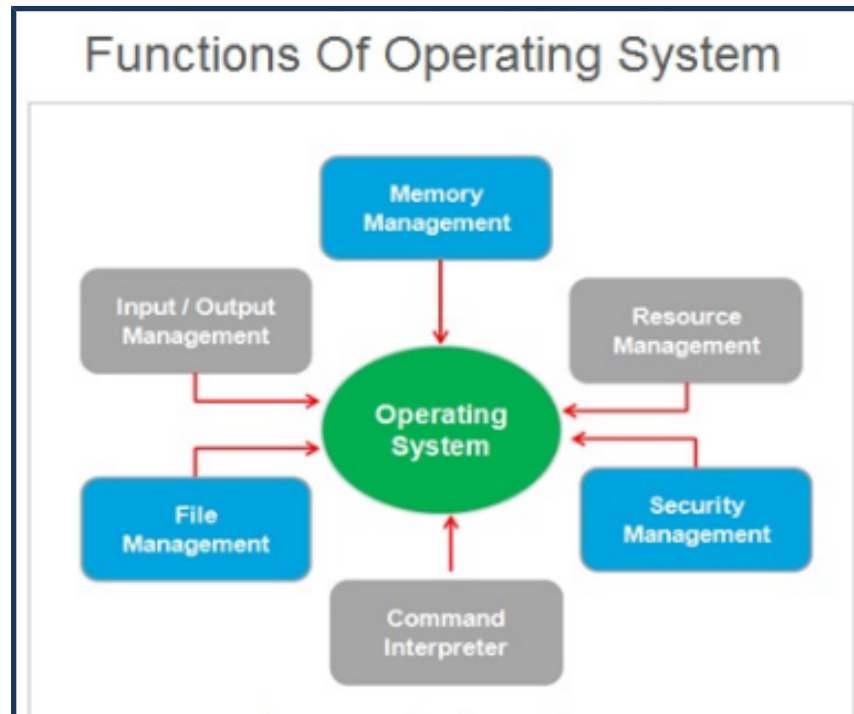 Functions Of Operating System
Memory
Management
Input / Output
Management
Resource
Management
Operating
System
File
Management
Security
Management
Command
Interpreter